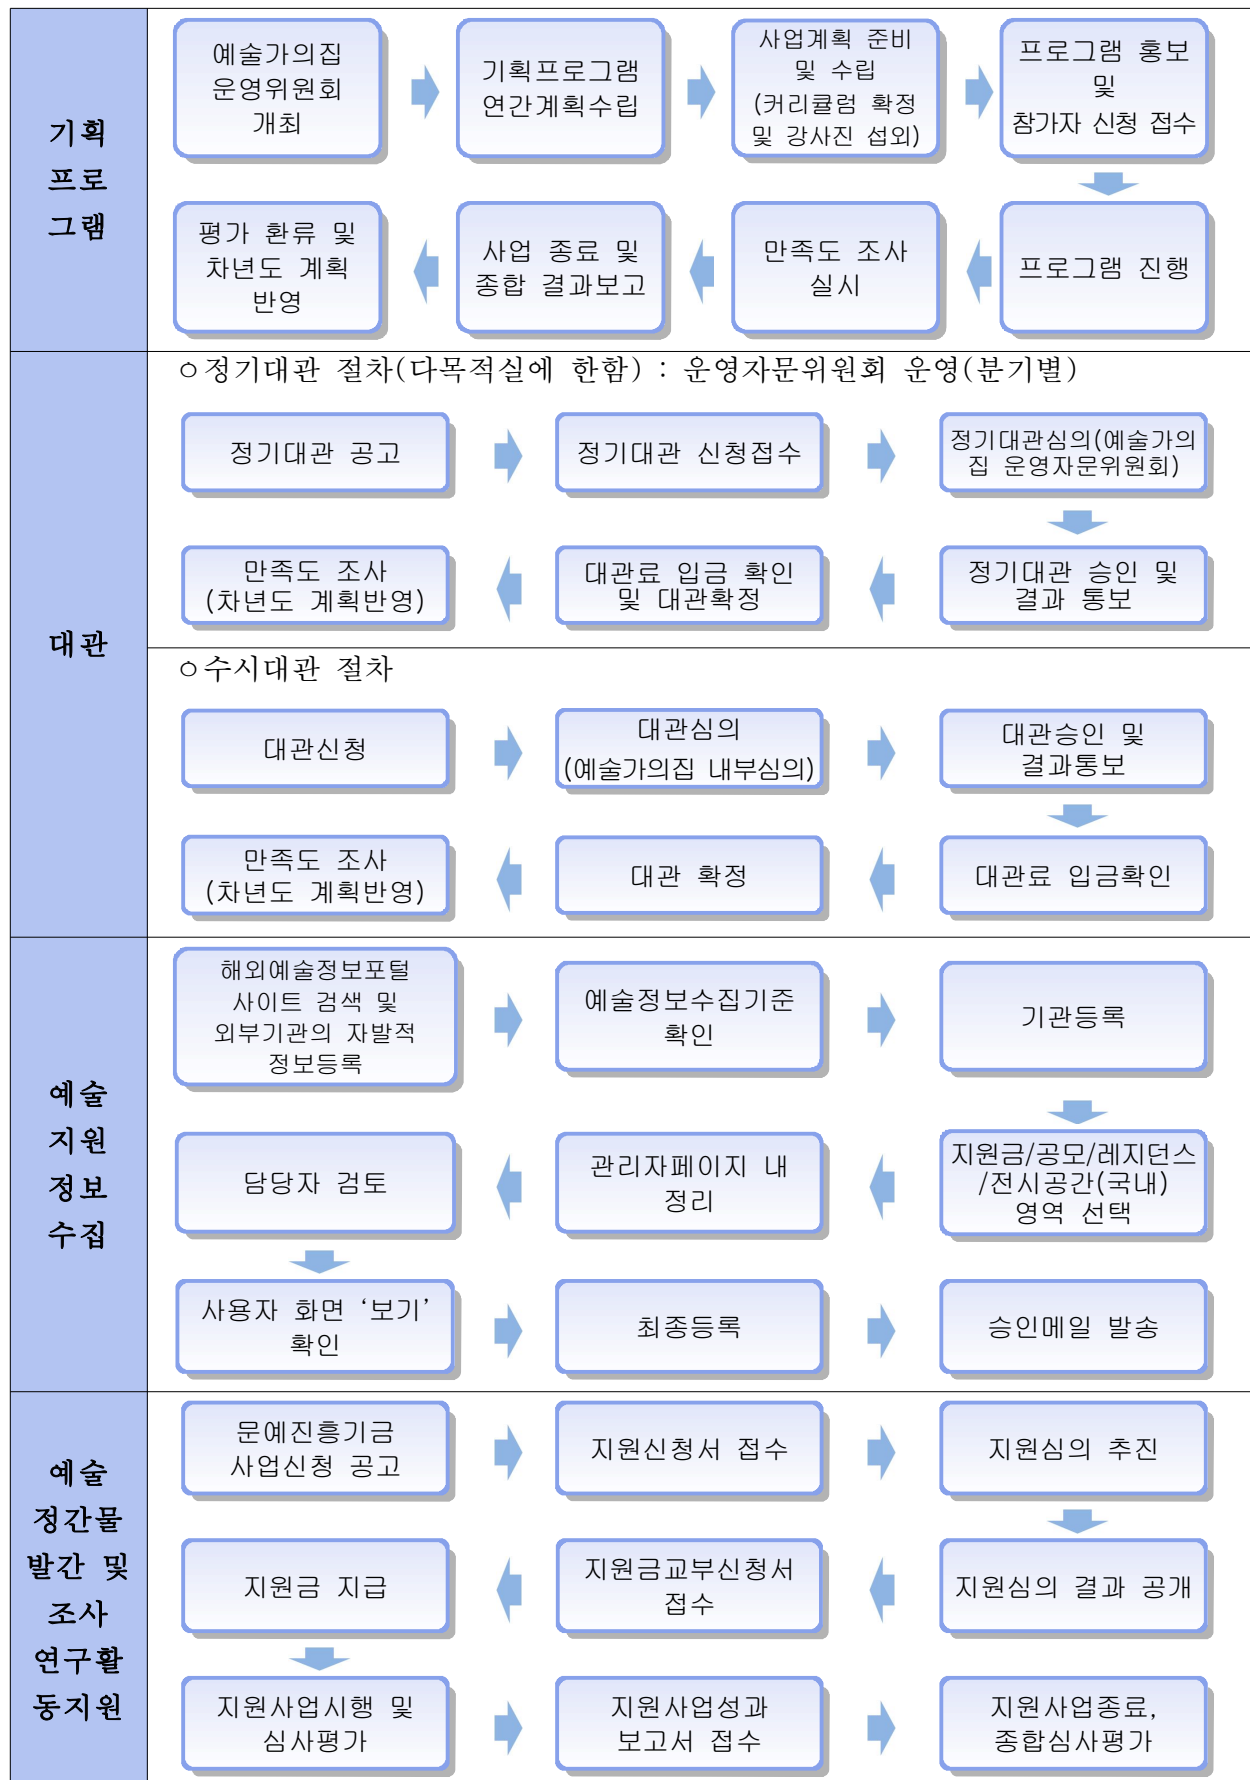 기획
프로
그램
예술가의집
운영위원회
개최
기획프로그램
연간계획수립
사업계획 준비
및 수립
(커리큘럼 확정
및 강사진 섭외)
프로그램 홍보
및
참가자 신청 접수
프로그램 진행
만족도 조사
실시
사업 종료 및
종합 결과보고
평가 환류 및
차년도 계획
반영
대관
ㅇ정기대관 절차(다목적실에 한함) : 운영자문위원회 운영(분기별)
정기대관 공고
정기대관 신청접수
정기대관심의(예술가의
집 운영자문위원회)
정기대관 승인 및
결과 통보
대관료 입금 확인
및 대관확정
만족도 조사
(차년도 계획반영)
ㅇ수시대관 절차
대관신청
대관심의
(예술가의집 내부심의)
대관승인 및
결과통보
대관료 입금확인
대관 확정
만족도 조사
(차년도 계획반영)
예술
지원
정보
수집
해외예술정보포털
사이트 검색 및
외부기관의 자발적
정보등록
예술정보수집기준
확인
기관등록
지원금/공모/레지던스
/전시공간(국내)
영역 선택
관리자페이지 내
정리
담당자 검토
사용자 화면 ‘보기’
확인
최종등록
승인메일 발송
예술
정간물
발간 및
조사
연구활
동지원
문예진흥기금
사업신청 공고
지원신청서 접수
지원심의 추진
지원심의 결과 공개
지원금교부신청서
접수
지원금 지급
지원사업시행 및
심사평가
지원사업성과
보고서 접수
지원사업종료,
종합심사평가